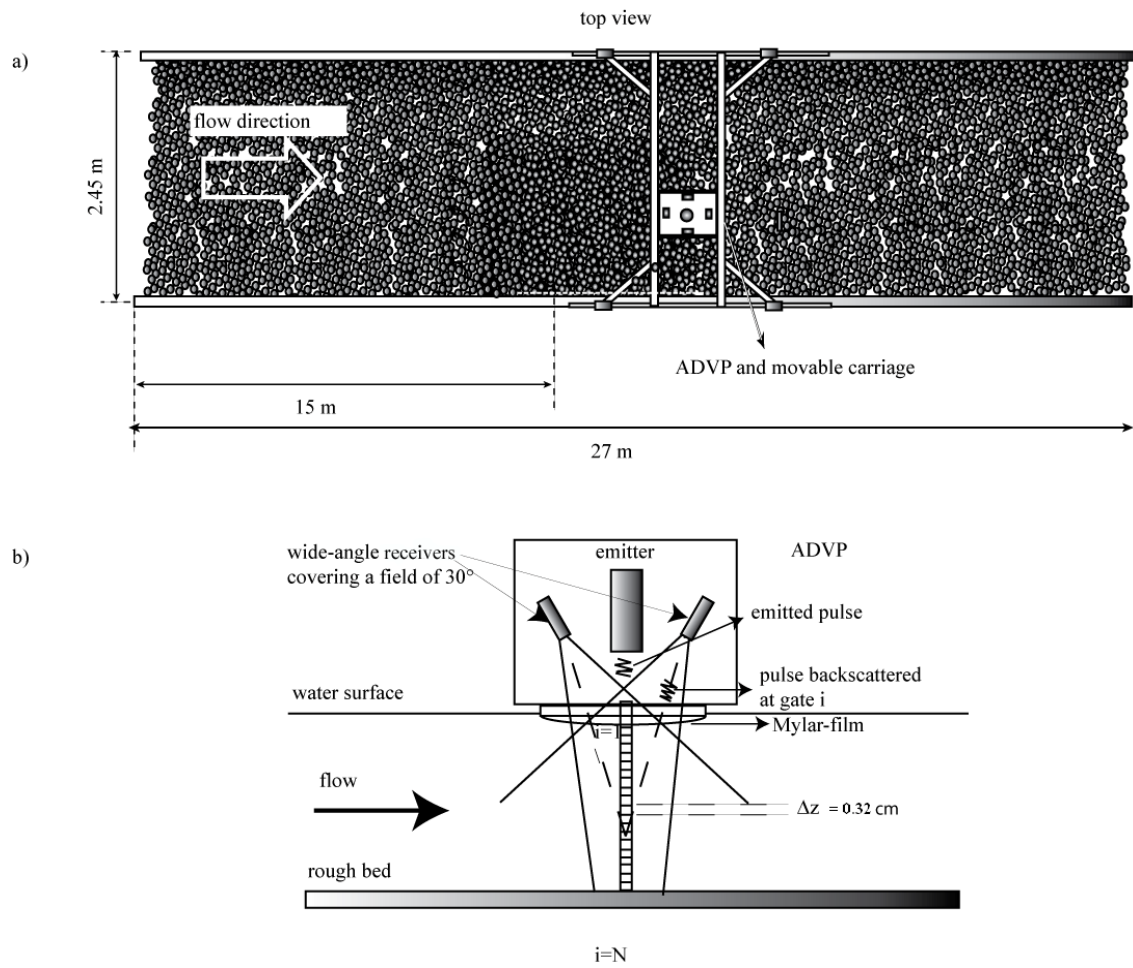 top view
a)
flow direction
2.45 m
ADVP and movable carriage
15 m
27 m
b)
wide-angle receivers
covering a field of 30°
emitter
ADVP
emitted pulse
pulse backscattered
at gate i
water surface
Mylar-film
i=1
flow
Δz = 0.32 cm
rough bed
i=N